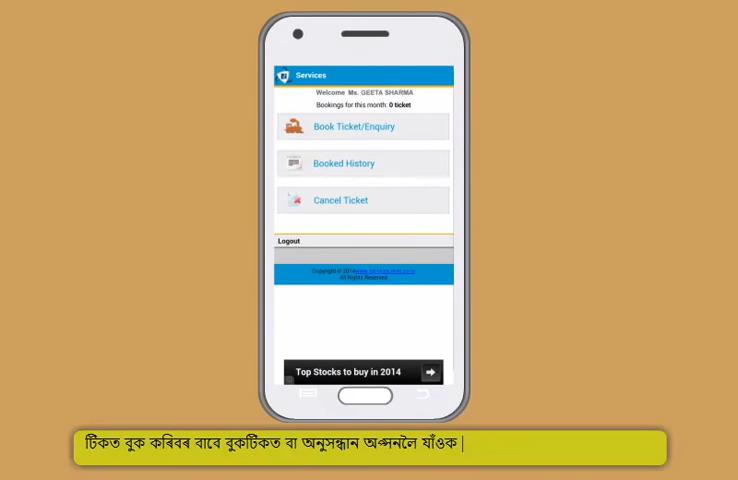 Services
Welcome Ms. GEETA SHARMA
Bookings for this month: 0 ticket
Book Ticket/Enquiry
Booked History
Cancel Ticket
Logout
Copyright © 2014
All Rights Reserved
Top Stocks to buy in 2014
টিকত বুক কৰিবৰ বাবে বুকটিকত বা অনুসন্ধান অপ্সনলৈ যাঁওক |